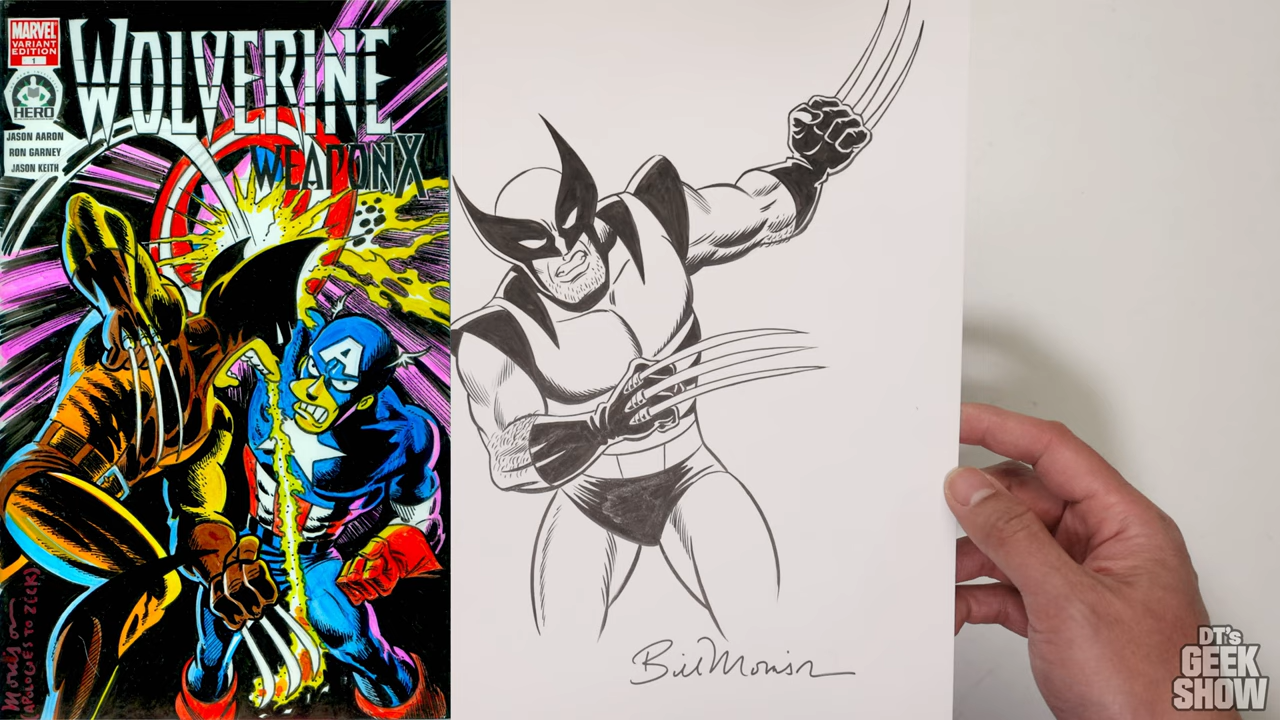 MARVEL
VARIANT
EDITION
1
WOLVERINE
WEAPONX
HERO
JASON AARON
RON GARNEY
JASON KEITH
A
Morrison
(APOLOGIES TO ZECK)
Bill Morrison
DT's
GEEK
SHOW